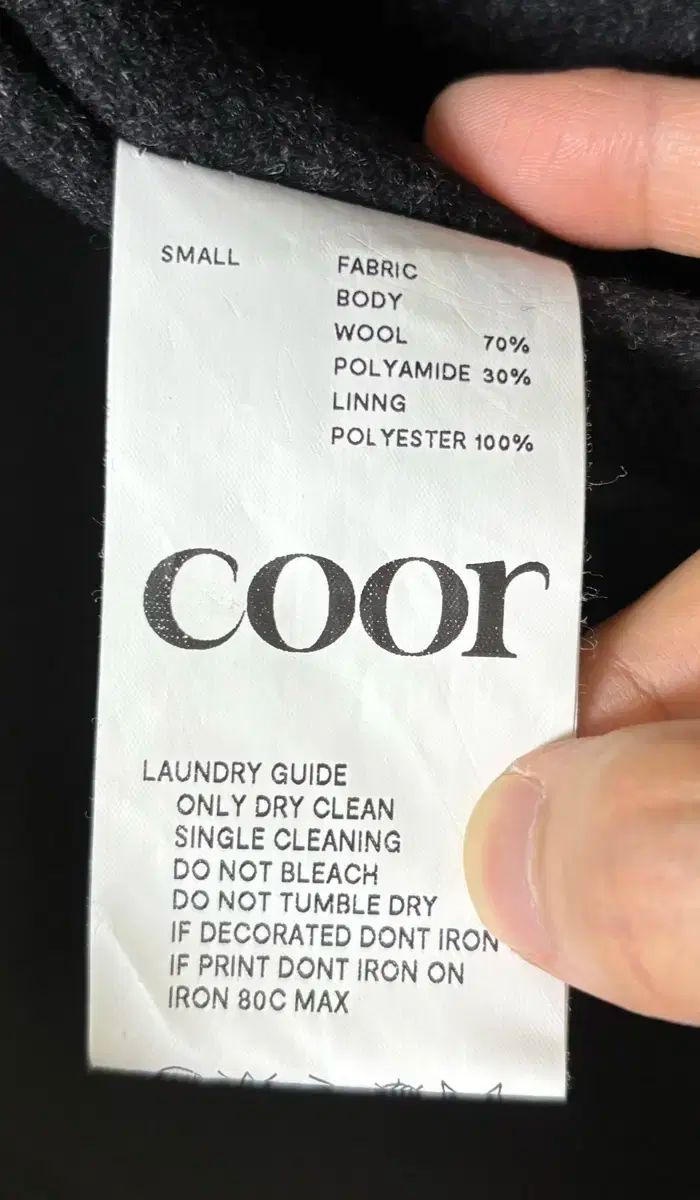 SMALL
FABRIC
BODY
WOOL 70%
POLYAMIDE 30%
LINNG
POLYESTER 100%
coor
LAUNDRY GUIDE
ONLY DRY CLEAN
SINGLE CLEANING
DO NOT BLEACH
DO NOT TUMBLE DRY
IF DECORATED DONT IRON
IF PRINT DONT IRON ON
IRON 80C MAX